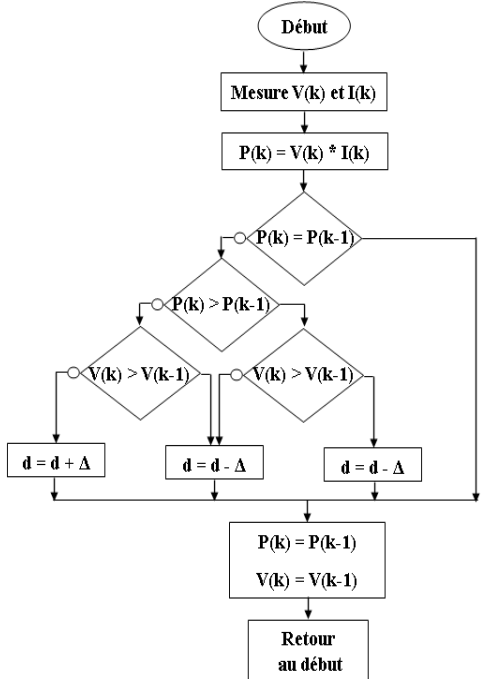 Début
Mesure V(k) et I(k)
P(k) = V(k) * I(k)
P(k) = P(k-1)
P(k) > P(k-1)
V(k) > V(k-1)
V(k) > V(k-1)
d = d + Δ
d = d - Δ
d = d - Δ
P(k) = P(k-1)
V(k) = V(k-1)
Retour
au début